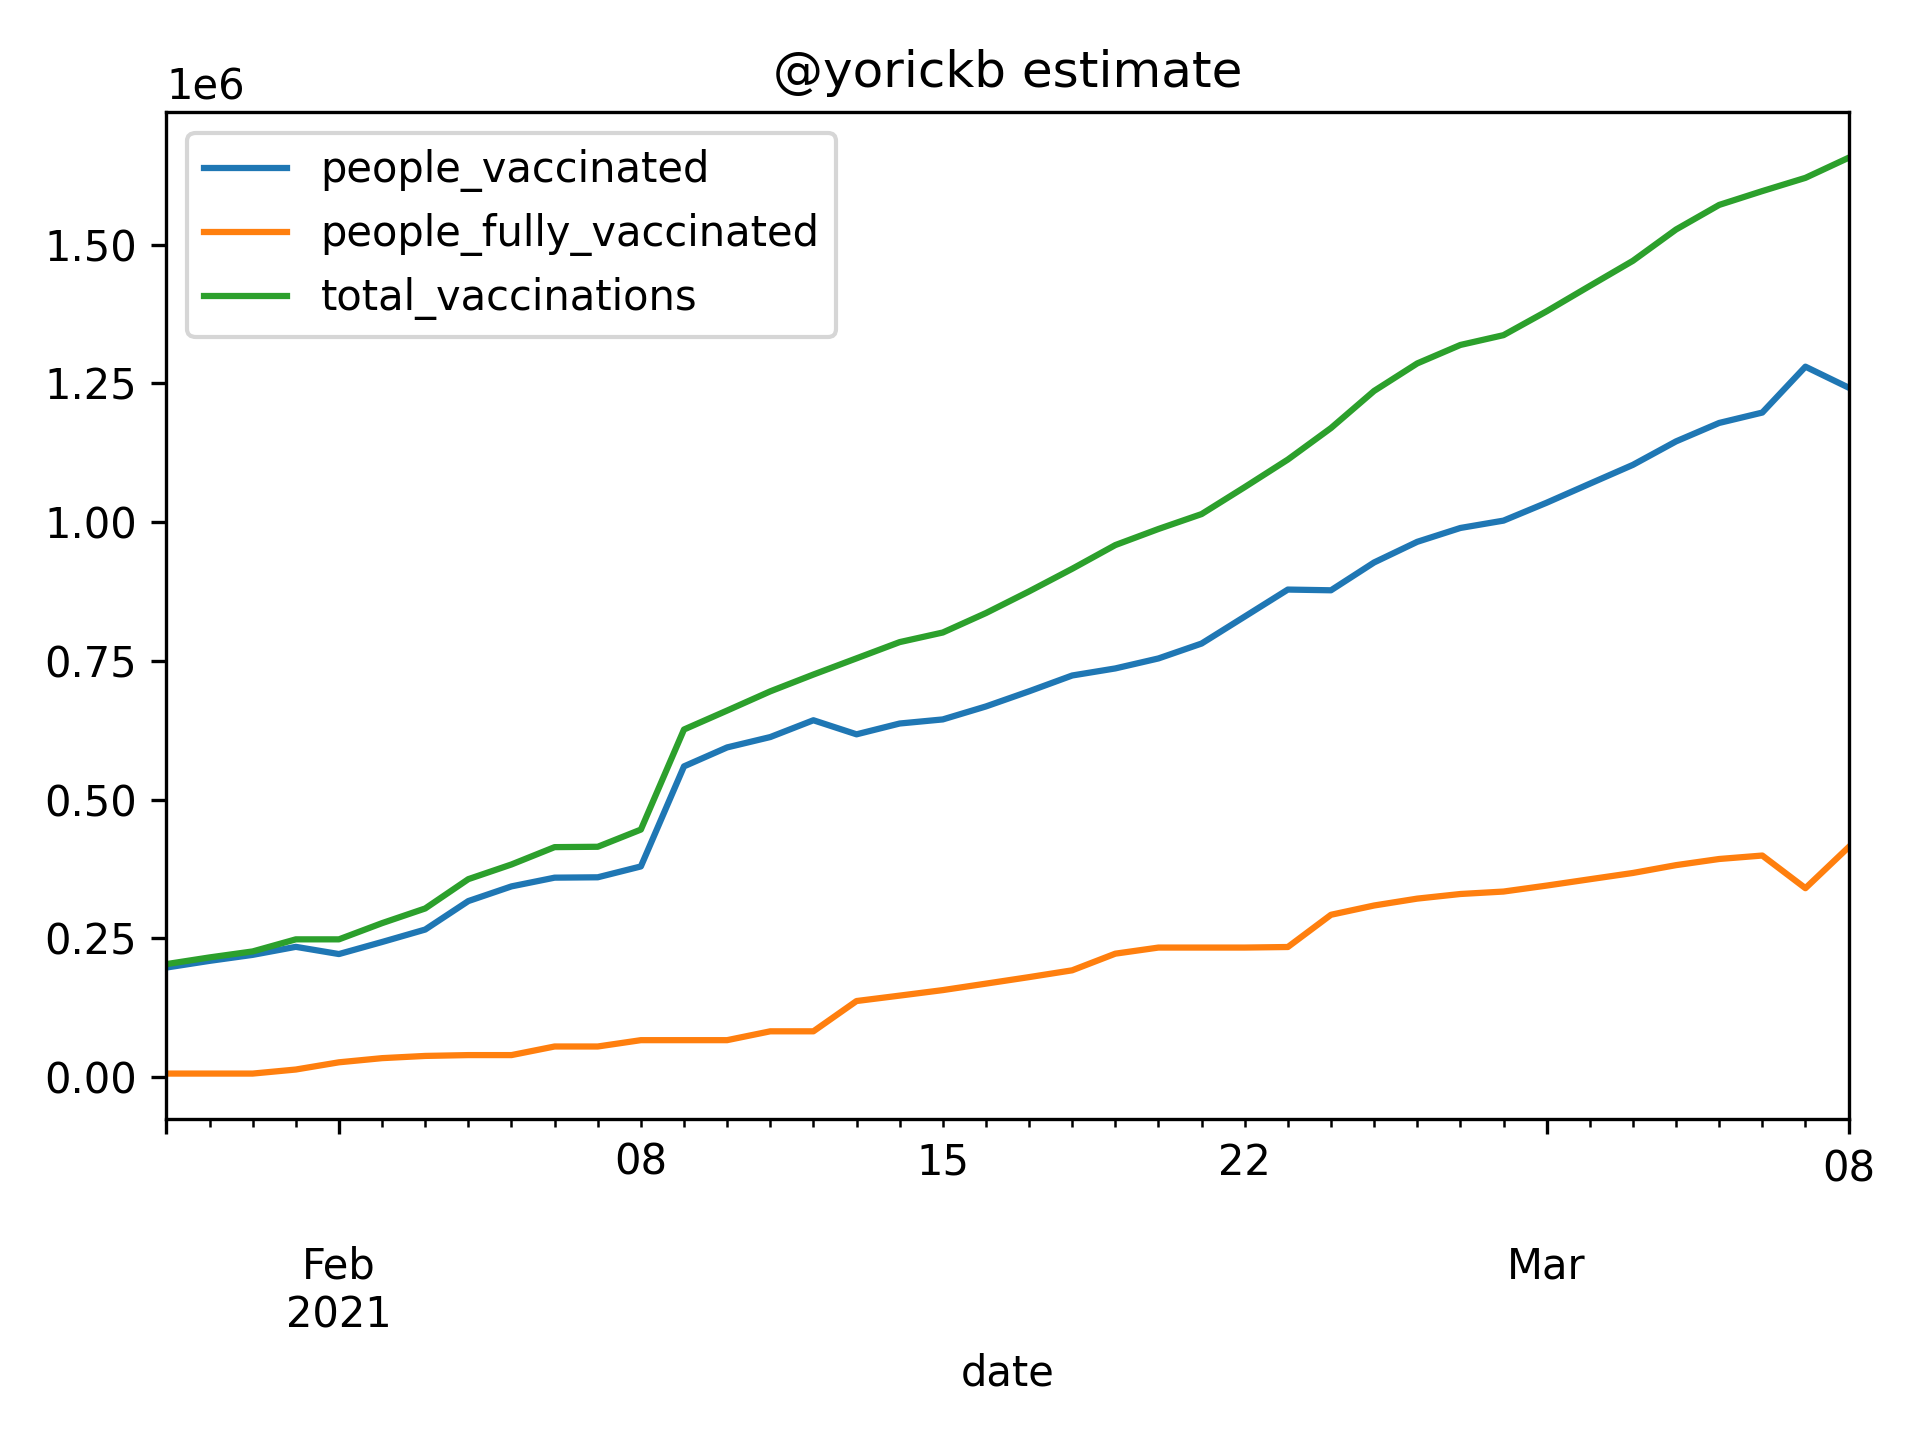 @yorickb estimate
1e6
people_vaccinated
people_fully_vaccinated
total_vaccinations
1.50
1.25
1.00
0.75
0.50
0.25
0.00
08 15 22 08
Feb Mar
2021
date